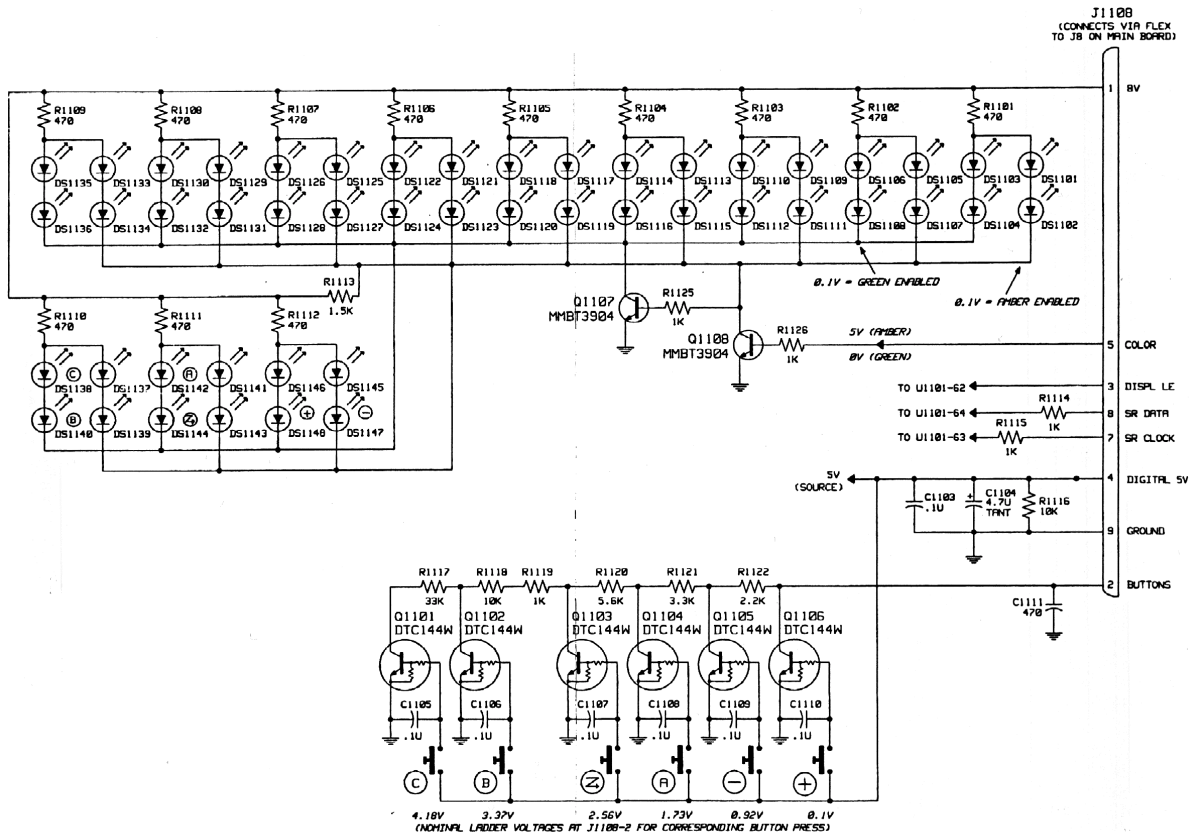 J1108
(CONNECTS VIA FLEX
TO J8 ON MAIN BOARD)
1 8V
R1109
470
R1108
470
R1107
470
R1106
470
R1105
470
R1104
470
R1103
470
R1102
470
R1101
470
DS1135 DS1133 DS1130 DS1129 DS1126 DS1125 DS1122 DS1121 DS1118 DS1117 DS1114 DS1113 DS1110 DS1109 DS1106 DS1105 DS1103 DS1101
DS1136 DS1134 DS1132 DS1131 DS1128 DS1127 DS1124 DS1123 DS1120 DS1119 DS1116 DS1115 DS1112 DS1111 DS1108 DS1107 DS1104 DS1102
0.1V = GREEN ENABLED
0.1V = AMBER ENABLED
R1113
1.5K
R1110
470
R1111
470
R1112
470
Q1107
MMBT3904
R1125
1K
Q1108
MMBT3904
R1126
1K
5V (AMBER)
0V (GREEN)
5 COLOR
C A
DS1138 DS1137 DS1142 DS1141 DS1146 DS1145
B Z + -
DS1140 DS1139 DS1144 DS1143 DS1148 DS1147
TO U1101-62 3 DISPL LE
TO U1101-64 R1114
1K
8 SR DATA
TO U1101-63 R1115
1K
7 SR CLOCK
5V
(SOURCE)
4 DIGITAL 5V
C1103
.1U
+ C1104
4.7U
TANT
R1116
10K
9 GROUND
R1117
33K
R1118
10K
R1119
1K
R1120
5.6K
R1121
3.3K
R1122
2.2K
2 BUTTONS
C1111
470
Q1101
DTC144W
Q1102
DTC144W
Q1103
DTC144W
Q1104
DTC144W
Q1105
DTC144W
Q1106
DTC144W
C1105
.1U
C1106
.1U
C1107
.1U
C1108
.1U
C1109
.1U
C1110
.1U
C B Z A - +
4.18V 3.37V 2.56V 1.73V 0.92V 0.1V
(NOMINAL LADDER VOLTAGES AT J1108-2 FOR CORRESPONDING BUTTON PRESS)